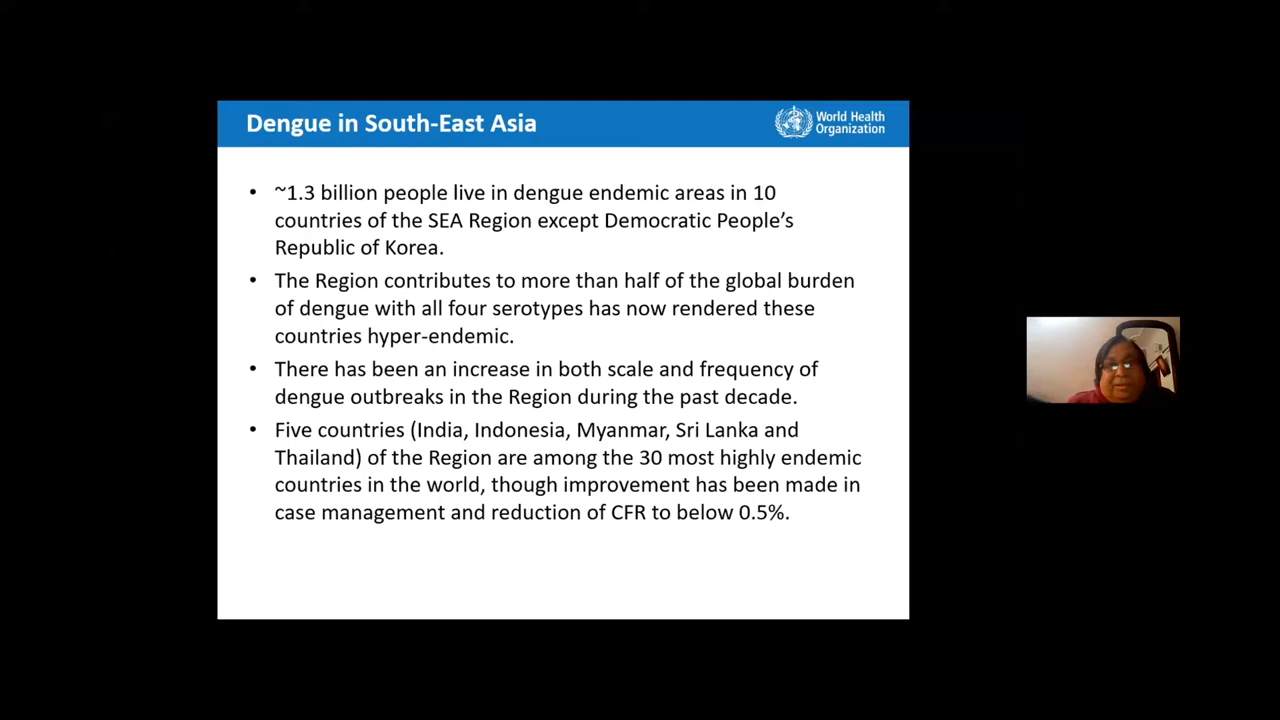 Dengue in South-East Asia
World Health
Organization
• ~1.3 billion people live in dengue endemic areas in 10
countries of the SEA Region except Democratic People’s
Republic of Korea.
• The Region contributes to more than half of the global burden
of dengue with all four serotypes has now rendered these
countries hyper-endemic.
• There has been an increase in both scale and frequency of
dengue outbreaks in the Region during the past decade.
• Five countries (India, Indonesia, Myanmar, Sri Lanka and
Thailand) of the Region are among the 30 most highly endemic
countries in the world, though improvement has been made in
case management and reduction of CFR to below 0.5%.